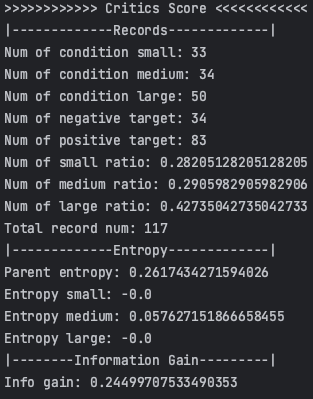 >>>>>>>>>>>> Critics Score <<<<<<<<<<<<
|-------------Records-------------|
Num of condition small: 33
Num of condition medium: 34
Num of condition large: 50
Num of negative target: 34
Num of positive target: 83
Num of small ratio: 0.28205128205128205
Num of medium ratio: 0.2905982905982906
Num of large ratio: 0.42735042735042733
Total record num: 117
|-------------Entropy-------------|
Parent entropy: 0.2617434271594026
Entropy small: -0.0
Entropy medium: 0.057627151866658455
Entropy large: -0.0
|--------Information Gain---------|
Info gain: 0.24499707533490353